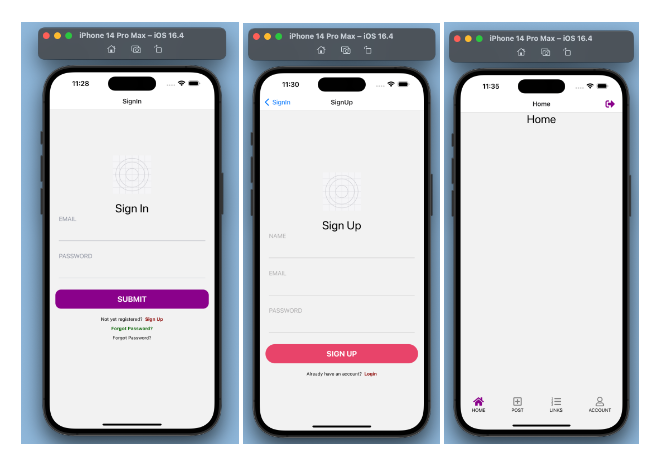 iPhone 14 Pro Max – iOS 16.4
11:28
SignIn
Sign In
EMAIL
PASSWORD
SUBMIT
Not yet registered? Sign Up
Forgot Password?
Forgot Password?
iPhone 14 Pro Max – iOS 16.4
11:30
SignIn
SignUp
Sign Up
NAME
EMAIL
PASSWORD
SIGN UP
Already have an account? Login
iPhone 14 Pro Max – iOS 16.4
11:35
Home
Home
HOME
POST
LINKS
ACCOUNT